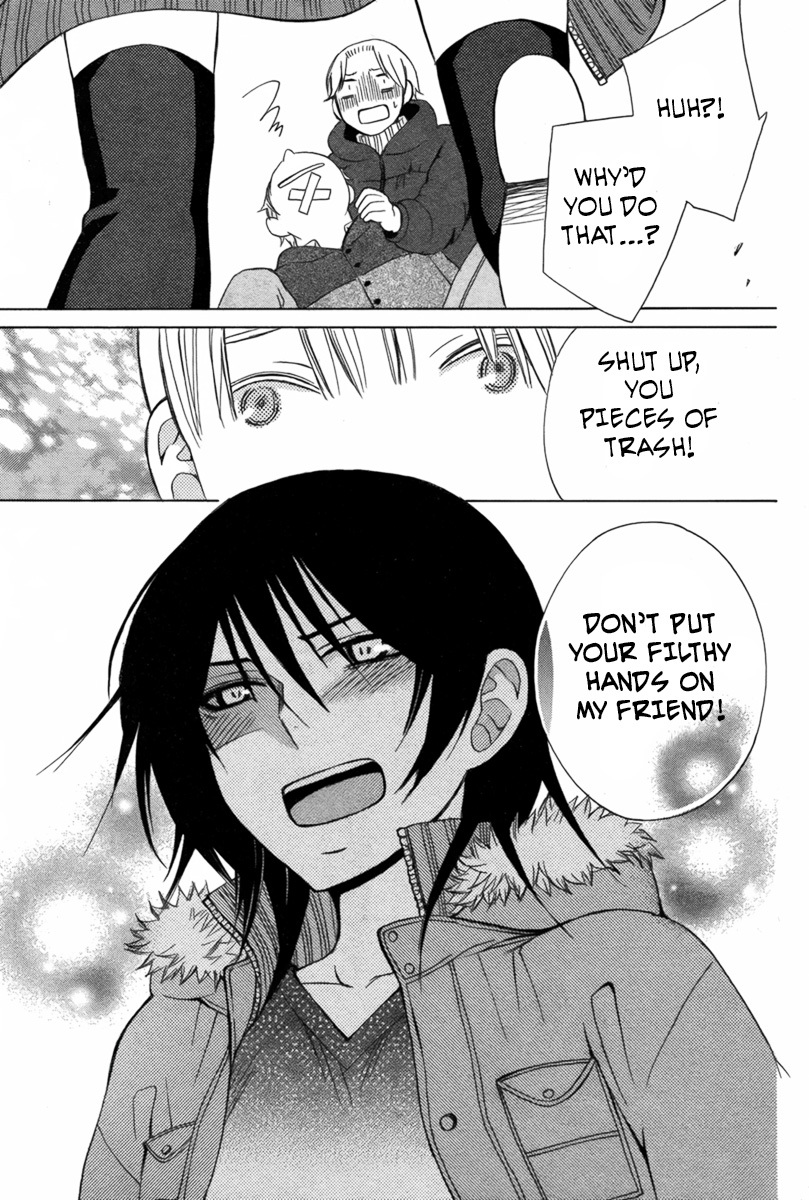 HUH?!
WHY'D
YOU DO
THAT...?
SHUT UP,
YOU
PIECES OF
TRASH!
DON'T PUT
YOUR FILTHY
HANDS ON
MY FRIEND!